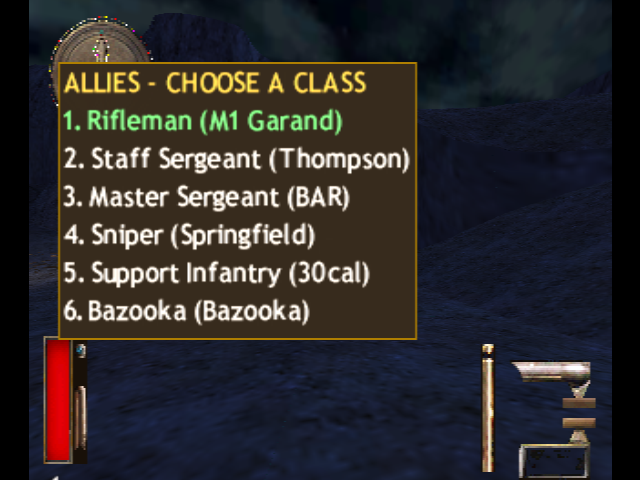 ALLIES - CHOOSE A CLASS
1. Rifleman (M1 Garand)
2. Staff Sergeant (Thompson)
3. Master Sergeant (BAR)
4. Sniper (Springfield)
5. Support Infantry (30cal)
6. Bazooka (Bazooka)